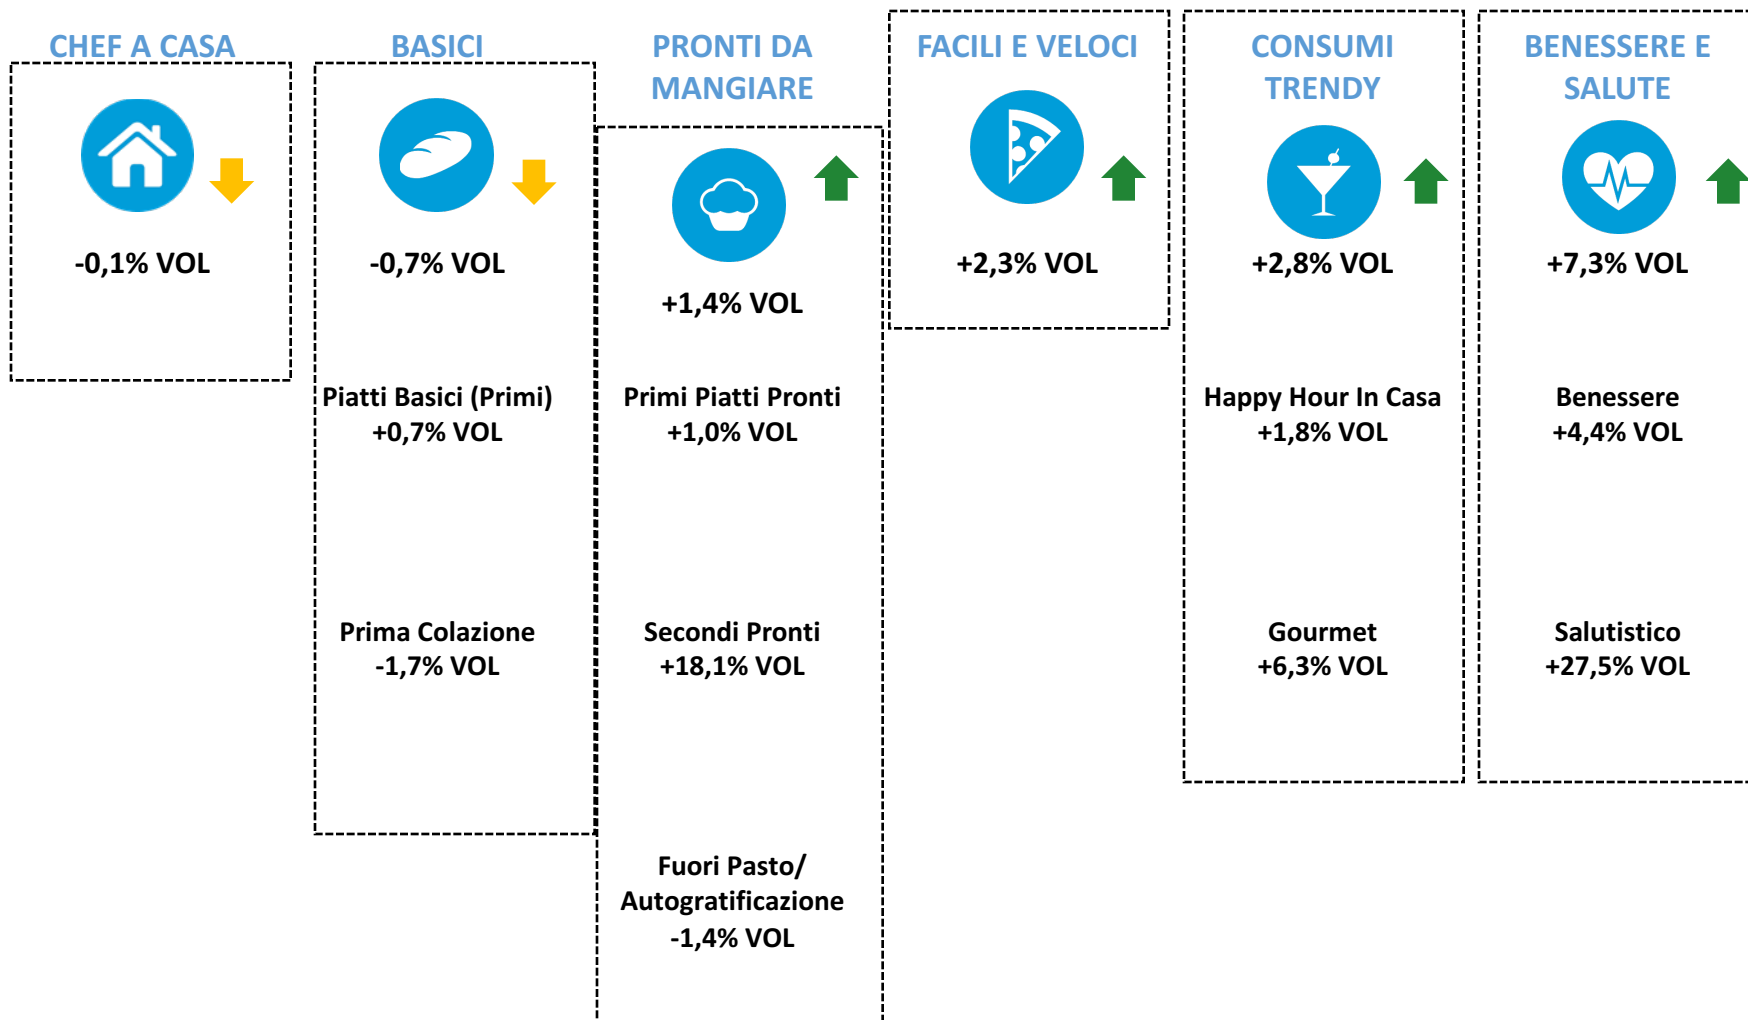 CHEF A CASA
-0,1% VOL
BASICI
-0,7% VOL
Piatti Basici (Primi)
+0,7% VOL
Prima Colazione
-1,7% VOL
PRONTI DA
MANGIARE
+1,4% VOL
Primi Piatti Pronti
+1,0% VOL
Secondi Pronti
+18,1% VOL
Fuori Pasto/
Autogratificazione
-1,4% VOL
FACILI E VELOCI
+2,3% VOL
CONSUMI
TRENDY
+2,8% VOL
Happy Hour In Casa
+1,8% VOL
Gourmet
+6,3% VOL
BENESSERE E
SALUTE
+7,3% VOL
Benessere
+4,4% VOL
Salutistico
+27,5% VOL